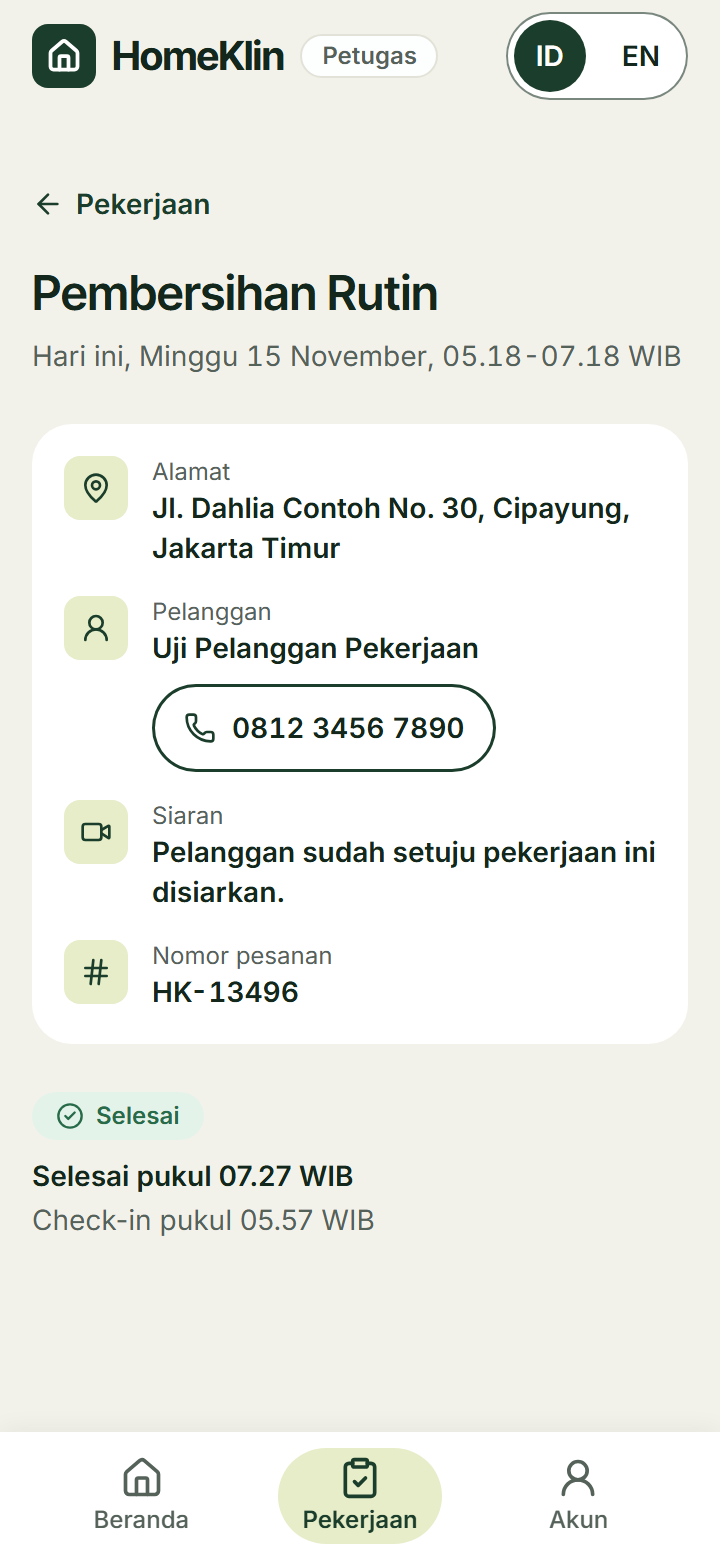 HomeKlin
Petugas
ID
EN
Pekerjaan
Pembersihan Rutin
Hari ini, Minggu 15 November, 05.18-07.18 WIB
Alamat
Jl. Dahlia Contoh No. 30, Cipayung,
Jakarta Timur
Pelanggan
Uji Pelanggan Pekerjaan
0812 3456 7890
Siaran
Pelanggan sudah setuju pekerjaan ini
disiarkan.
Nomor pesanan
HK-13496
Selesai
Selesai pukul 07.27 WIB
Check-in pukul 05.57 WIB
Beranda
Pekerjaan
Akun